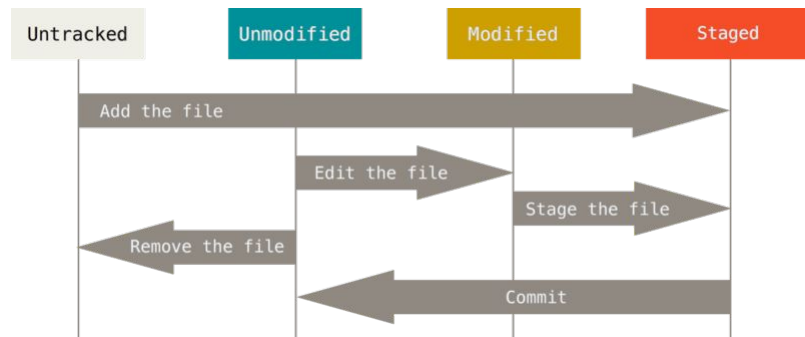 Untracked
Unmodified
Modified
Staged
Add the file
Edit the file
Stage the file
Remove the file
Commit